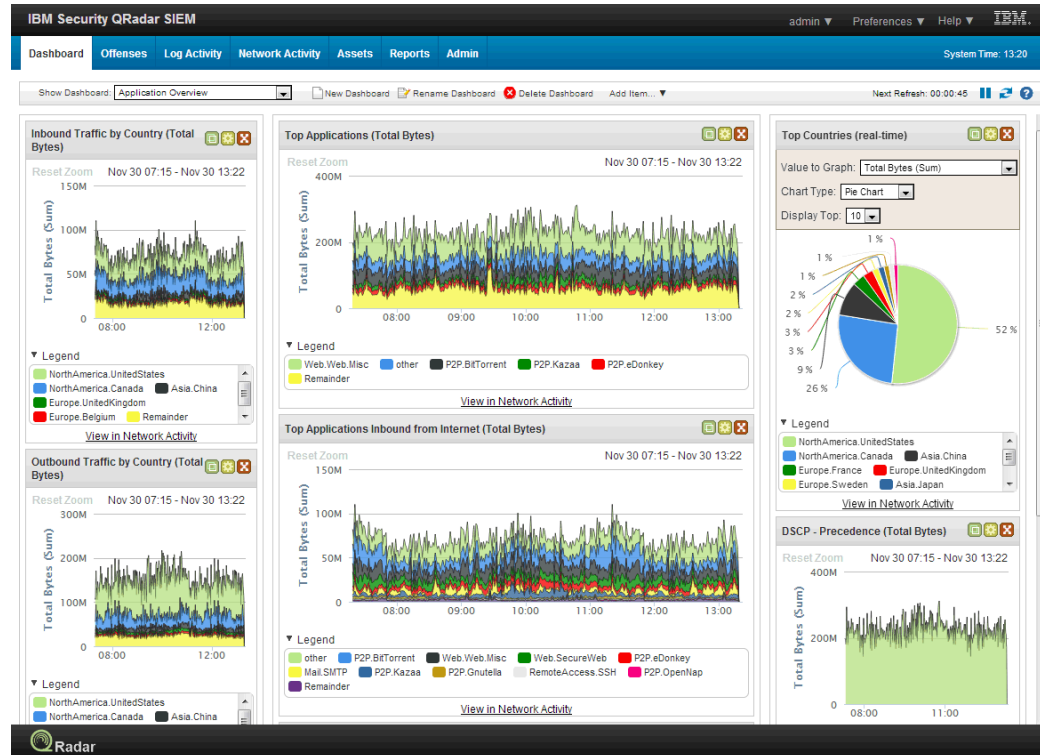 IBM Security QRadar SIEM
admin ▼ Preferences ▼ Help ▼ IBM.
Dashboard Offenses Log Activity Network Activity Assets Reports Admin
System Time: 13:20
Show Dashboard: Application Overview
New Dashboard Rename Dashboard Delete Dashboard Add Item... ▼
Next Refresh: 00:00:45
Inbound Traffic by Country (Total
Bytes)
Reset Zoom Nov 30 07:15 - Nov 30 13:22
150M
100M
50M
0
Total Bytes (Sum)
08:00 12:00
▼ Legend
NorthAmerica.UnitedStates
NorthAmerica.Canada Asia.China
Europe.UnitedKingdom
Europe.Belgium Remainder
View in Network Activity
Outbound Traffic by Country (Total
Bytes)
Reset Zoom Nov 30 07:15 - Nov 30 13:22
300M
200M
100M
0
Total Bytes (Sum)
08:00 12:00
▼ Legend
NorthAmerica.UnitedStates
NorthAmerica.Canada Asia.China
Top Applications (Total Bytes)
Reset Zoom Nov 30 07:15 - Nov 30 13:22
400M
200M
0
Total Bytes (Sum)
08:00 09:00 10:00 11:00 12:00 13:00
▼ Legend
Web.Web.Misc other P2P.BitTorrent P2P.Kazaa P2P.eDonkey
Remainder
View in Network Activity
Top Applications Inbound from Internet (Total Bytes)
Reset Zoom Nov 30 07:15 - Nov 30 13:22
150M
100M
50M
0
Total Bytes (Sum)
08:00 09:00 10:00 11:00 12:00 13:00
▼ Legend
other P2P.BitTorrent Web.Web.Misc Web.SecureWeb P2P.eDonkey
Mail.SMTP P2P.Kazaa P2P.Gnutella RemoteAccess.SSH P2P.OpenNap
Remainder
View in Network Activity
Top Countries (real-time)
Value to Graph: Total Bytes (Sum)
Chart Type: Pie Chart
Display Top: 10
1 %
1 %
1 %
2 %
2 %
3 %
3 %
9 %
26 %
52 %
▼ Legend
NorthAmerica.UnitedStates
NorthAmerica.Canada Asia.China
Europe.France Europe.UnitedKingdom
Europe.Sweden Asia.Japan
View in Network Activity
DSCP - Precedence (Total Bytes)
Reset Zoom Nov 30 07:15 - Nov 30 13:22
400M
200M
0
Total Bytes (Sum)
08:00 11:00
QRadar